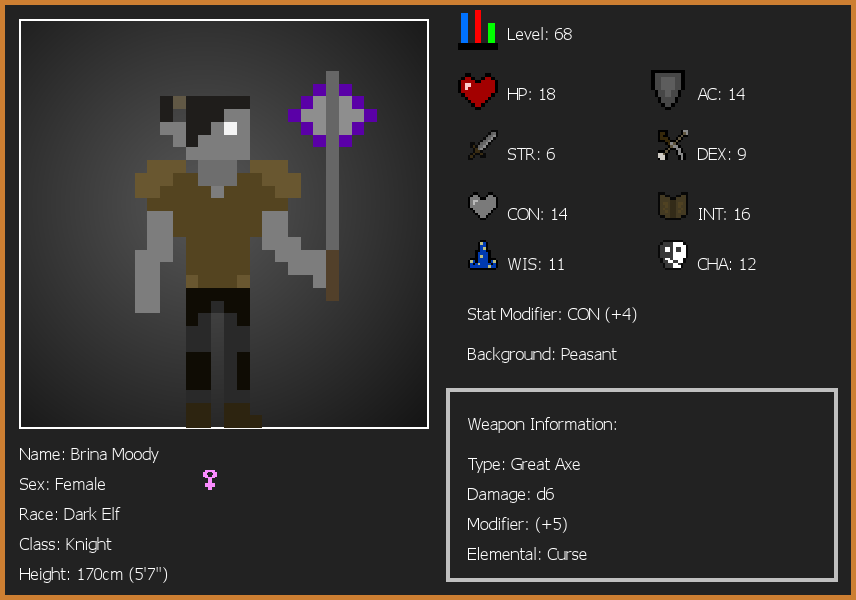 Level: 68
HP: 18
AC: 14
STR: 6
DEX: 9
CON: 14
INT: 16
WIS: 11
CHA: 12
Stat Modifier: CON (+4)
Background: Peasant
Weapon Information:
Type: Great Axe
Damage: d6
Modifier: (+5)
Elemental: Curse
Name: Brina Moody
Sex: Female
Race: Dark Elf
Class: Knight
Height: 170cm (5'7")